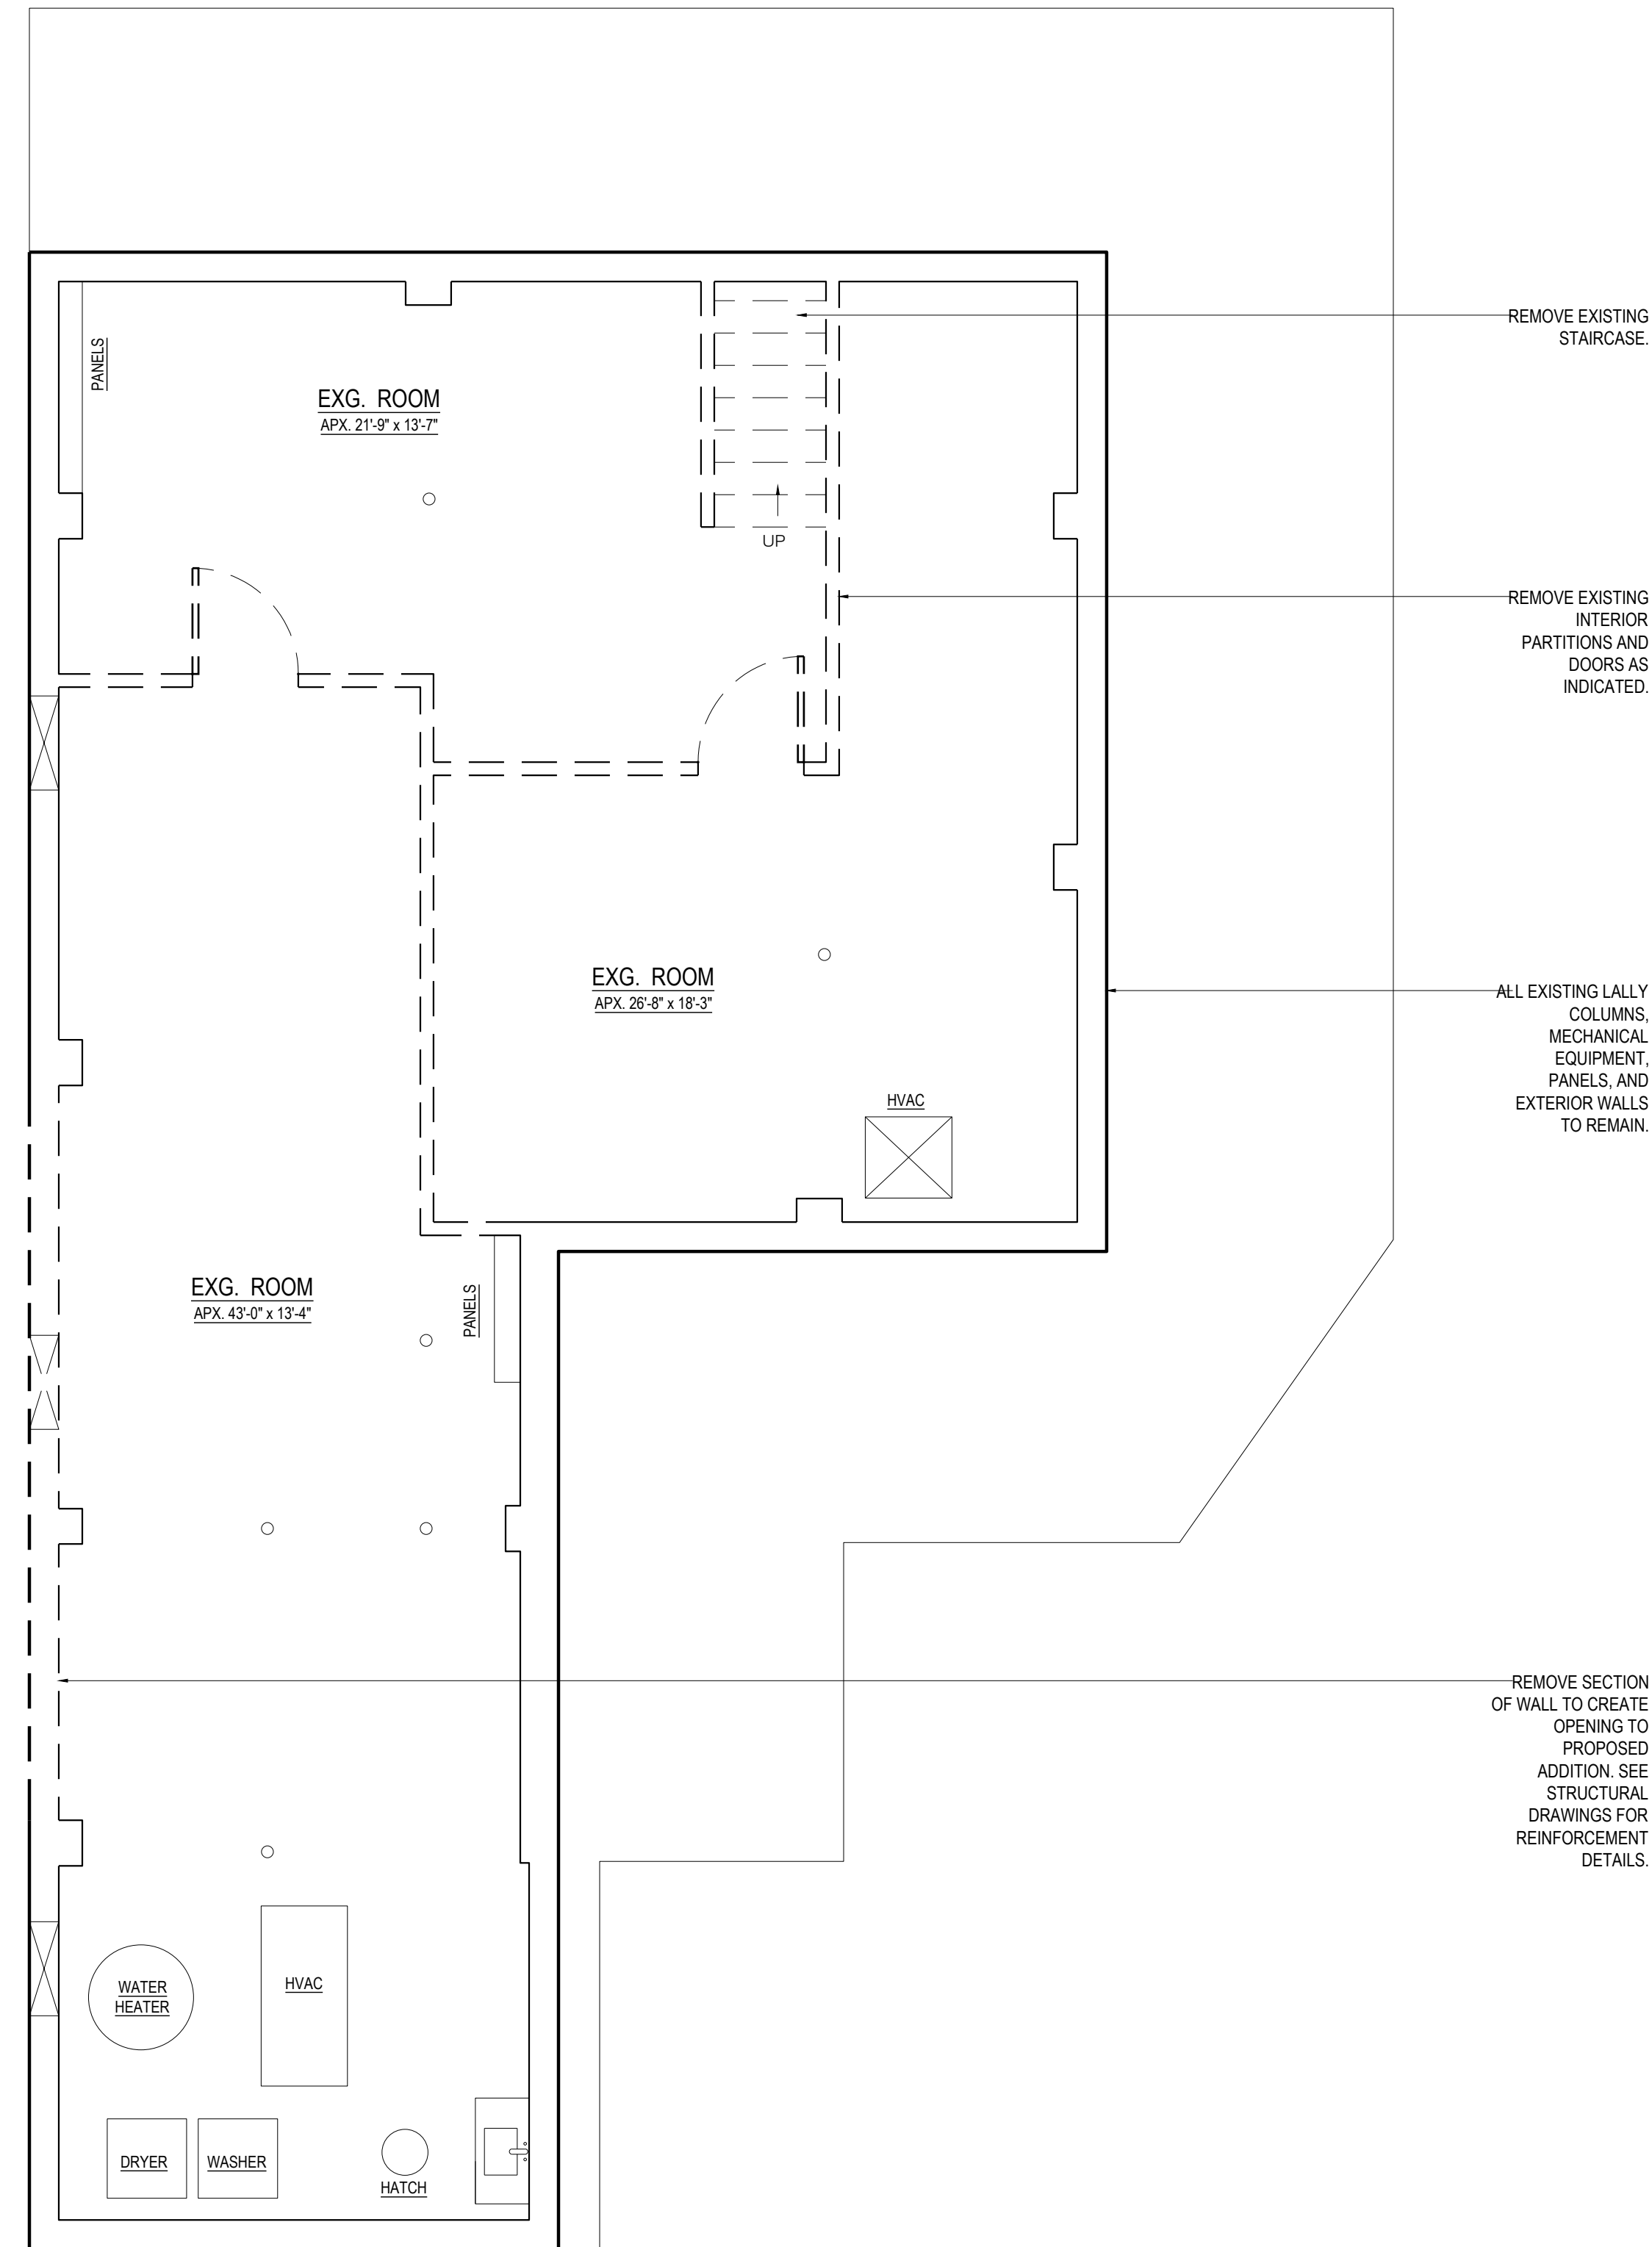 REMOVE EXISTING
STAIRCASE.
PANELS
EXG. ROOM
APX. 21'-9" x 13'-7"
UP
REMOVE EXISTING
INTERIOR
PARTITIONS AND
DOORS AS
INDICATED.
EXG. ROOM
APX. 26'-8" x 18'-3"
ALL EXISTING LALLY
COLUMNS,
MECHANICAL
EQUIPMENT,
PANELS, AND
EXTERIOR WALLS
TO REMAIN.
HVAC
EXG. ROOM
APX. 43'-0" x 13'-4"
PANELS
REMOVE SECTION
OF WALL TO CREATE
OPENING TO
PROPOSED
ADDITION. SEE
STRUCTURAL
DRAWINGS FOR
REINFORCEMENT
DETAILS.
WATER
HEATER
HVAC
DRYER
WASHER
HATCH